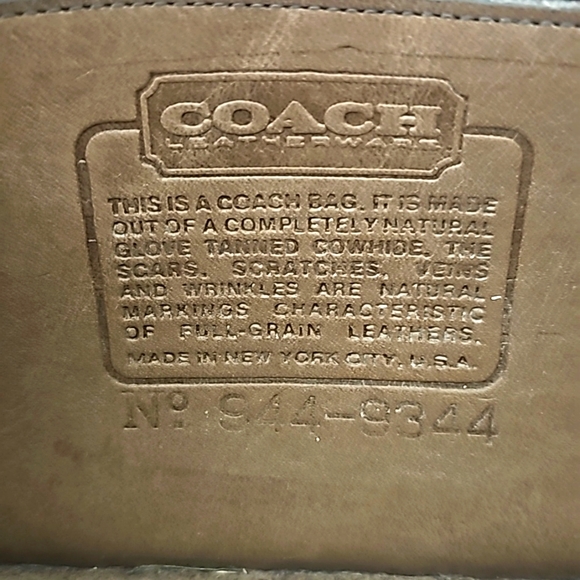 COACH
LEATHERWARE
THIS IS A COACH BAG. IT IS MADE
OUT OF A COMPLETELY NATURAL
GLOVE TANNED COWHIDE. THE
SCARS, SCRATCHES, VEINS
AND WRINKLES ARE NATURAL
MARKINGS CHARACTERISTIC
OF FULL-GRAIN LEATHERS.
MADE IN NEW YORK CITY, U.S.A.
Nº 944-9344